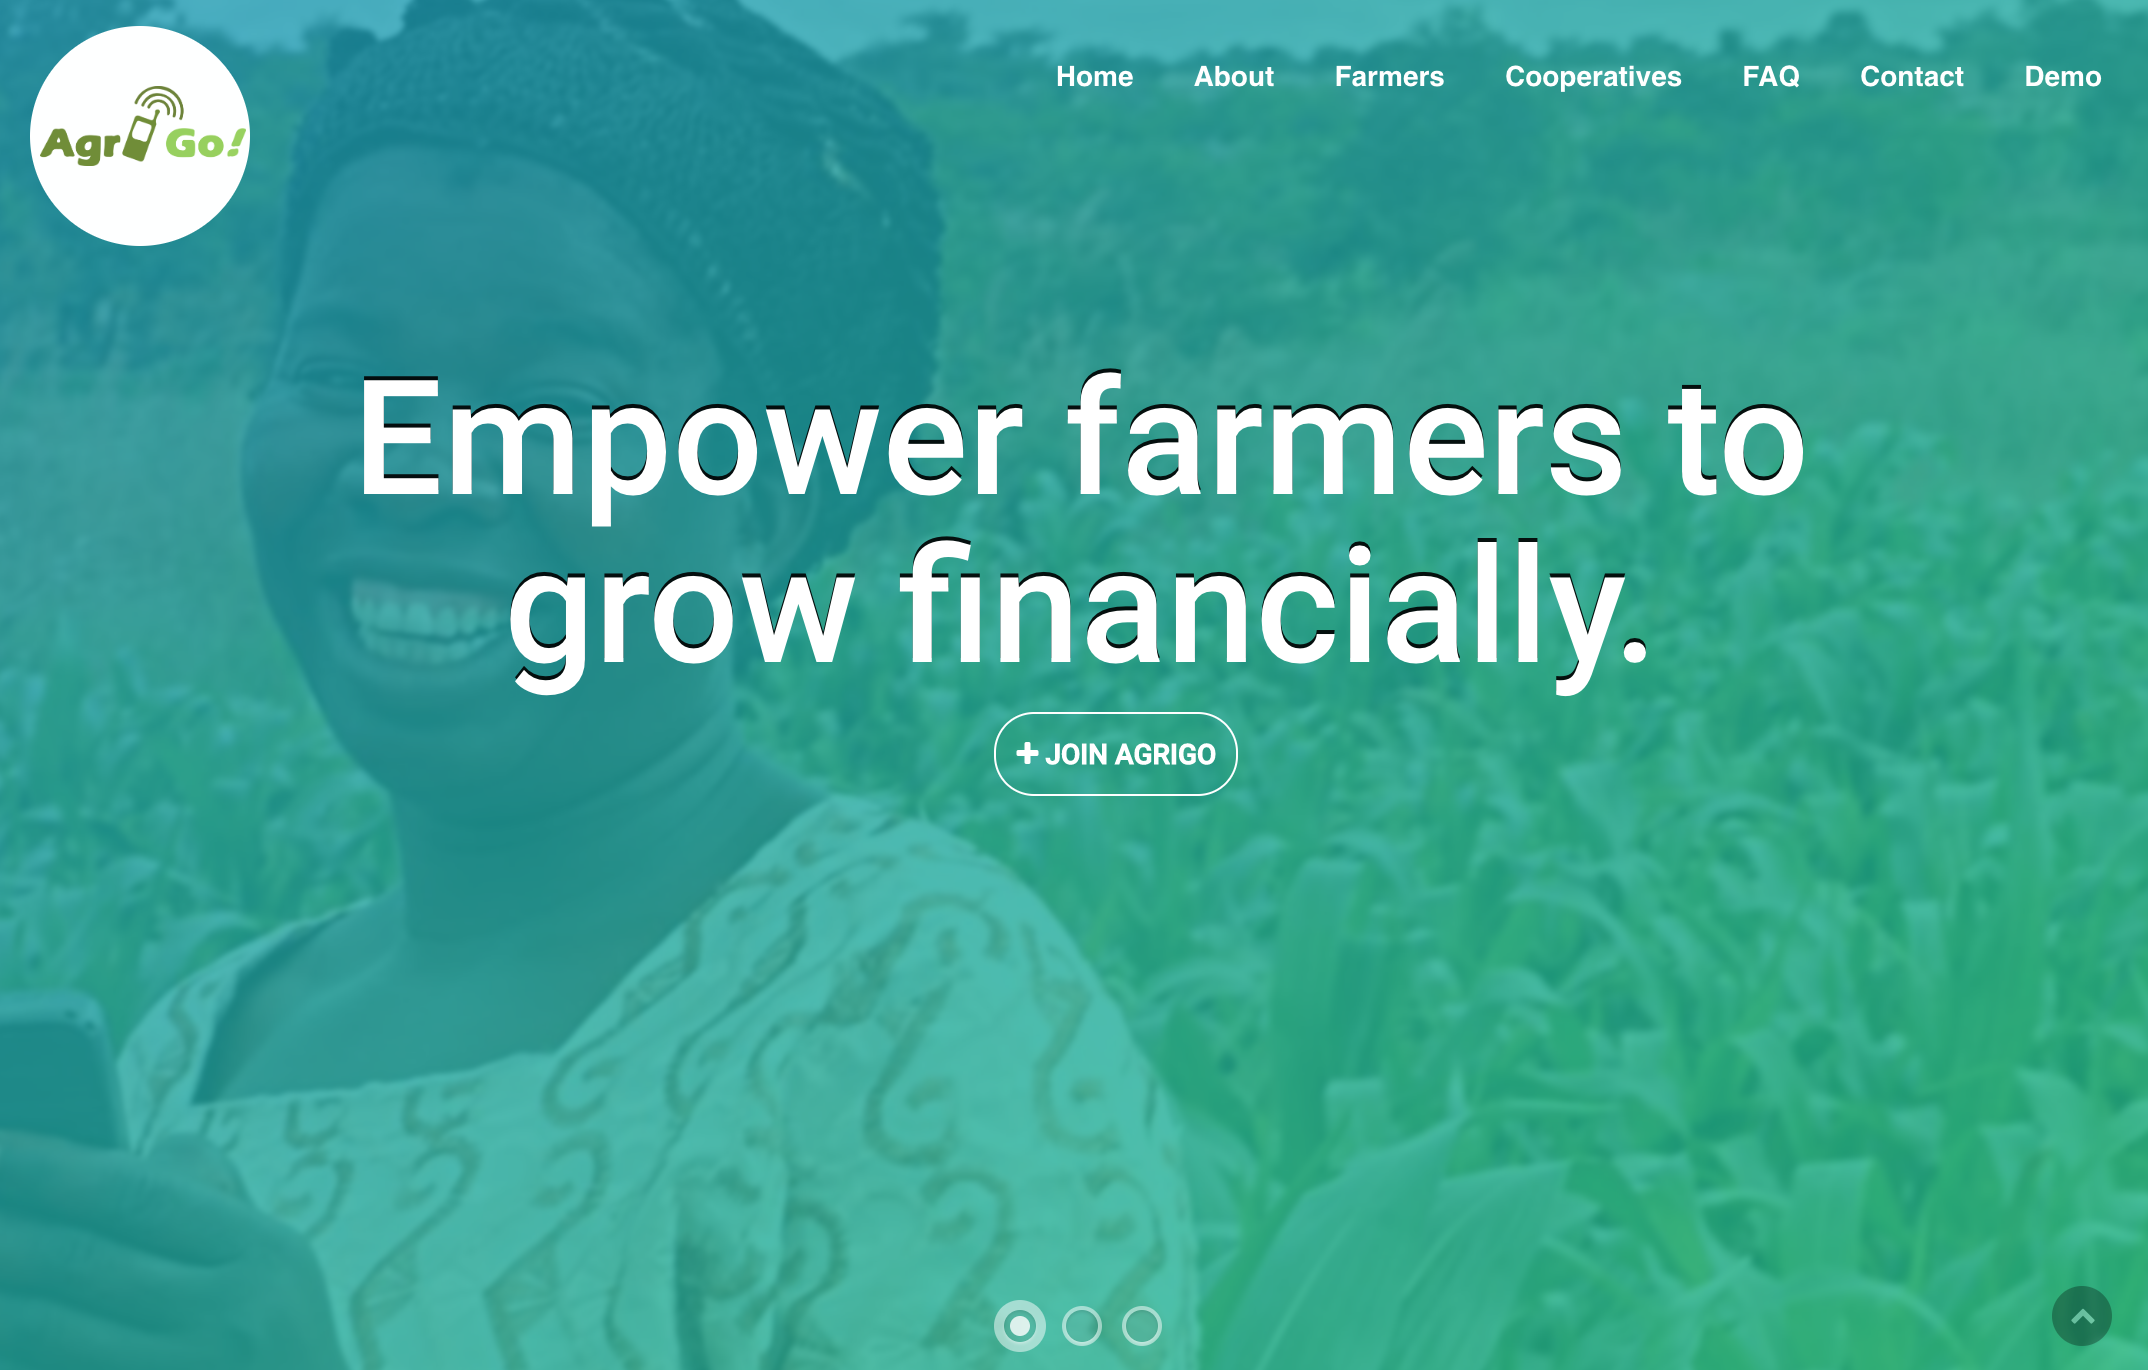 Agri Go!
Home About Farmers Cooperatives FAQ Contact Demo
Empower farmers to
grow financially.
JOIN AGRIGO